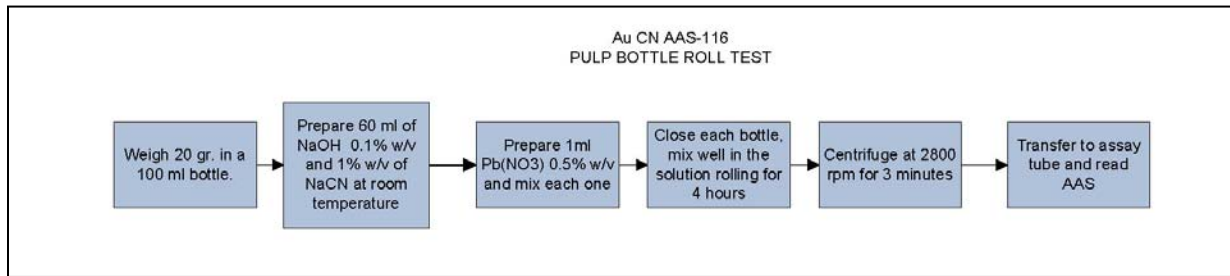 Au CN AAS-116
PULP BOTTLE ROLL TEST
Weigh 20 gr. in a
100 ml bottle.
Prepare 60 ml of
NaOH 0.1% w/v
and 1% w/v of
NaCN at room
temperature
Prepare 1ml
Pb(NO3) 0.5% w/v
and mix each one
Close each bottle,
mix well in the
solution rolling for
4 hours
Centrifuge at 2800
rpm for 3 minutes
Transfer to assay
tube and read
AAS